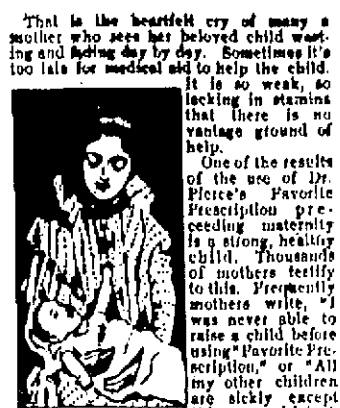 That is the heartfelt cry of many a
mother who sees her beloved child wast-
ing and fading day by day. Sometimes it's
too late for medical aid to help the child.
It is so weak, so
lacking in stamina
that there is no
vantage ground of
help.
One of the results
of the use of Dr.
Pierce's Favorite
Prescription pre-
ceeding maternity
is a strong, healthy
child. Thousands
of mothers testify
to this. Frequently
mothers write, "I
was never able to
raise a child before
using 'Favorite Pre-
scription,'" or "All
my other children
are sickly except